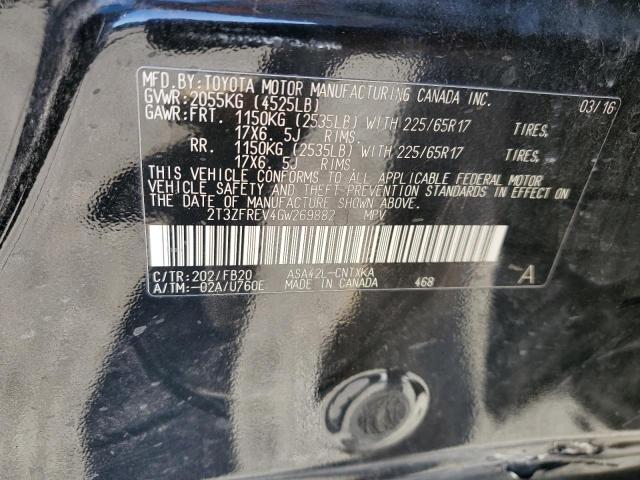 MFD.BY:TOYOTA MOTOR MANUFACTURING CANADA INC.
GVWR:2055KG (4525LB) 03/16
GAWR:FRT. 1150KG (2535LB) WITH 225/65R17 TIRES,
17X6. 5J RIMS.
RR. 1150KG (2535LB) WITH 225/65R17 TIRES,
17X6. 5J RIMS.
THIS VEHICLE CONFORMS TO ALL APPLICABLE FEDERAL MOTOR
VEHICLE SAFETY AND THEFT-PREVENTION STANDARDS IN EFFECT ON
THE DATE OF MANUFACTURE SHOWN ABOVE.
2T3ZFREV4GW269882 MPV
C/TR:202/FB20 ASA42L-CNTXKA A
A/TM:-02A/U760E MADE IN CANADA 468